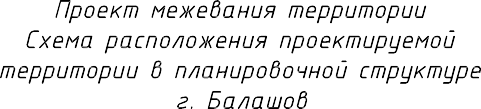 Проект межевания территории
Схема расположения проектируемой
территории в планировочной структуре
г. Балашов